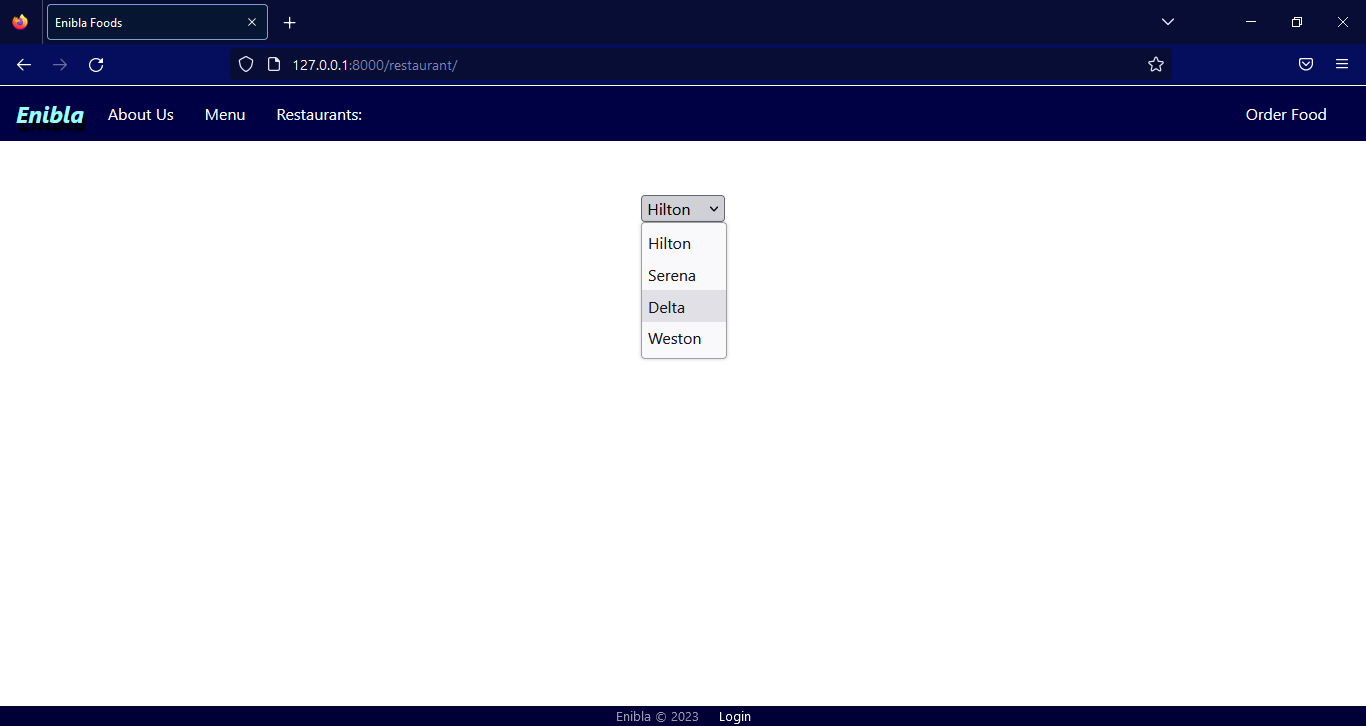 Enibla Foods
127.0.0.1:8000/restaurant/
Enibla About Us Menu Restaurants: Order Food
Hilton
Hilton
Serena
Delta
Weston
Enibla © 2023 Login